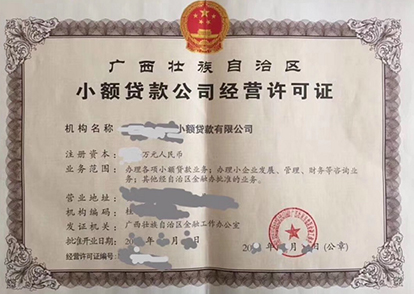 广西壮族自治区
小额贷款公司经营许可证
机构名称 小额贷款有限公司
注册资本: 万元人民币
业务范围: 办理各项小额贷款业务; 办理小企业发展、管理、财务等咨询业
务; 其他经自治区金融办批准的业务。
营业地址:
机构编码: 桂
发证机关: 广西壮族自治区金融工作办公室
批准开业日期: 2 年 月 日 20 年 月 日 (公章)
经营许可证编号: